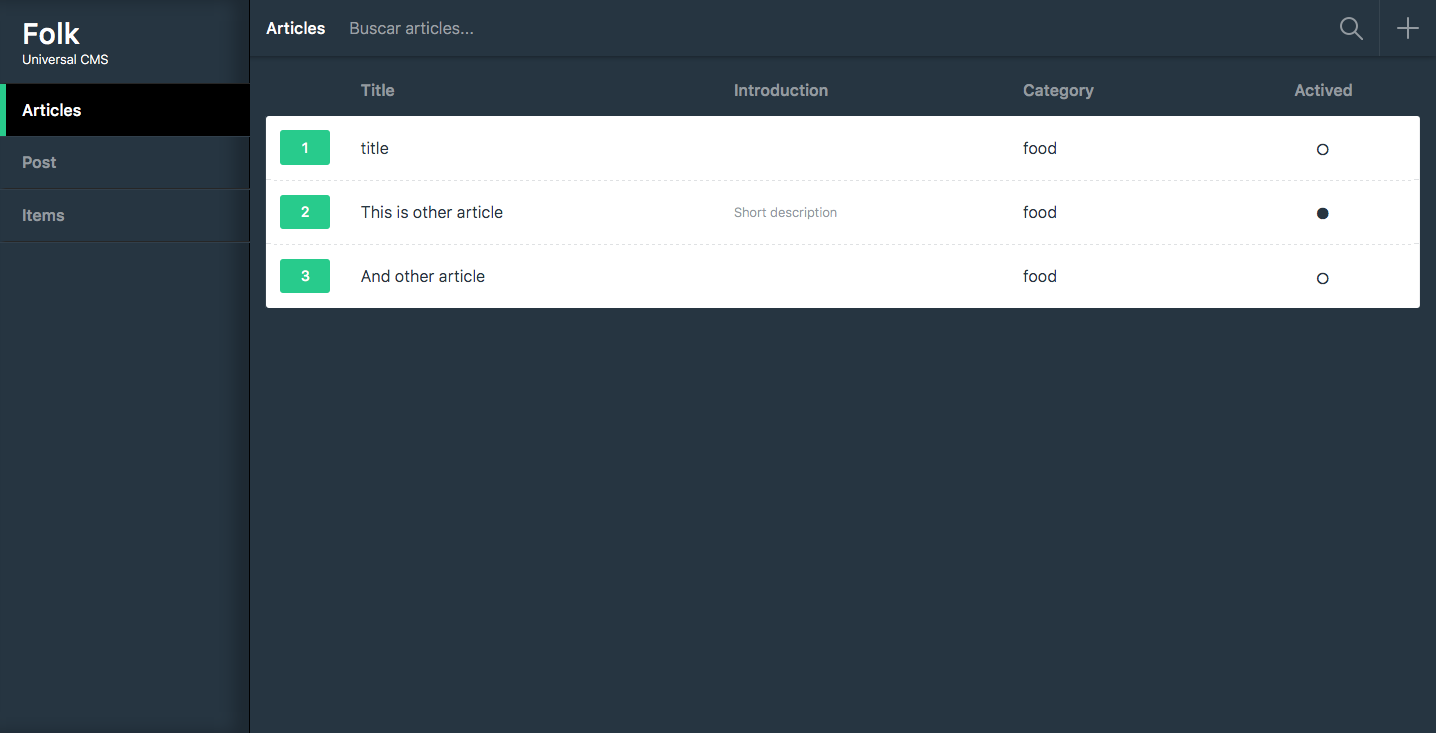 Folk
Universal CMS
Articles
Post
Items
Articles Buscar articles...
Title Introduction Category Actived
1 title food
2 This is other article Short description food
3 And other article food